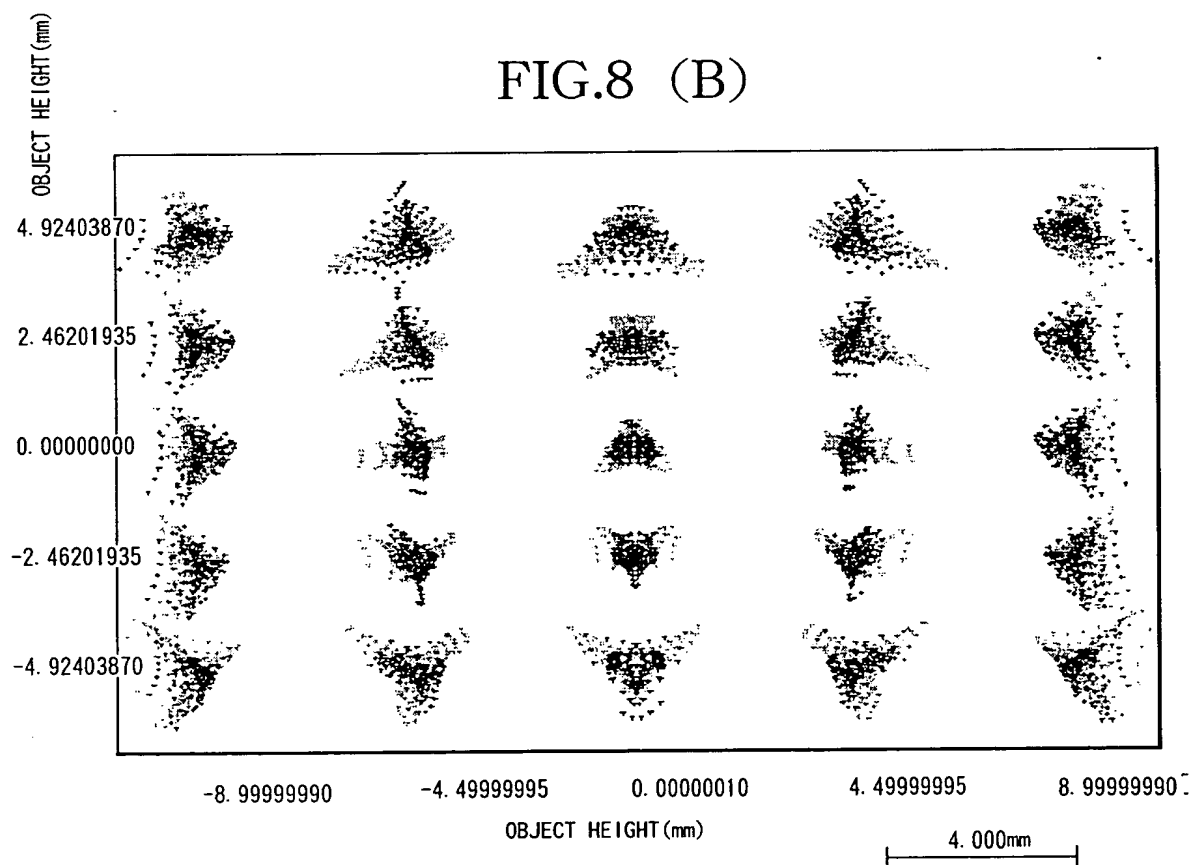 FIG.8 (B)
OBJECT HEIGHT(mm)
4. 92403870
2. 46201935
0. 00000000
-2. 46201935
-4. 92403870
-8. 99999990
-4. 49999995
0. 00000010
4. 49999995
8. 99999990
OBJECT HEIGHT(mm)
4. 000mm